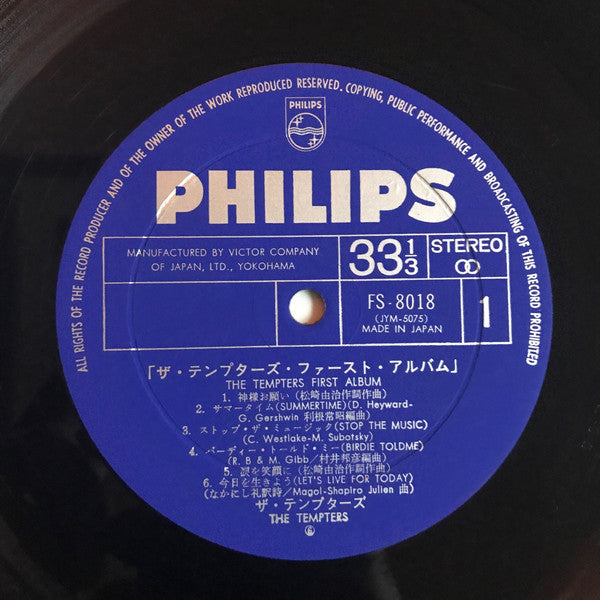 ALL RIGHTS OF THE RECORD PRODUCER AND OF THE OWNER OF THE WORK REPRODUCED RESERVED. COPYING, PUBLIC PERFORMANCE AND BROADCASTING OF THIS RECORD PROHIBITED
PHILIPS
PHILIPS
MANUFACTURED BY VICTOR COMPANY
OF JAPAN, LTD., YOKOHAMA
33 1/3
STEREO
FS-8018
(JYM-5075)
MADE IN JAPAN
1
「ザ・テンプターズ・ファースト・アルバム」
THE TEMPTERS FIRST ALBUM
1. 神様お願い(松崎由治作詞作曲)
2. サマータイム(SUMMERTIME)(D. Heyward-
G. Gershwin 利根常昭編曲)
3. ストップ・ザ・ミュージック(STOP THE MUSIC)
(C. Westlake-M. Subatsky)
4. バーディー・トールド・ミー(BIRDIE TOLDME)
(R. B & M. Gibb/村井邦彦編曲)
5. 涙を笑顔に(松崎由治作詞作曲)
6. 今日を生きよう(LET'S LIVE FOR TODAY)
(なかにし礼訳詩/Magol-Shapiro Julien 曲)
ザ・テンプターズ
THE TEMPTERS